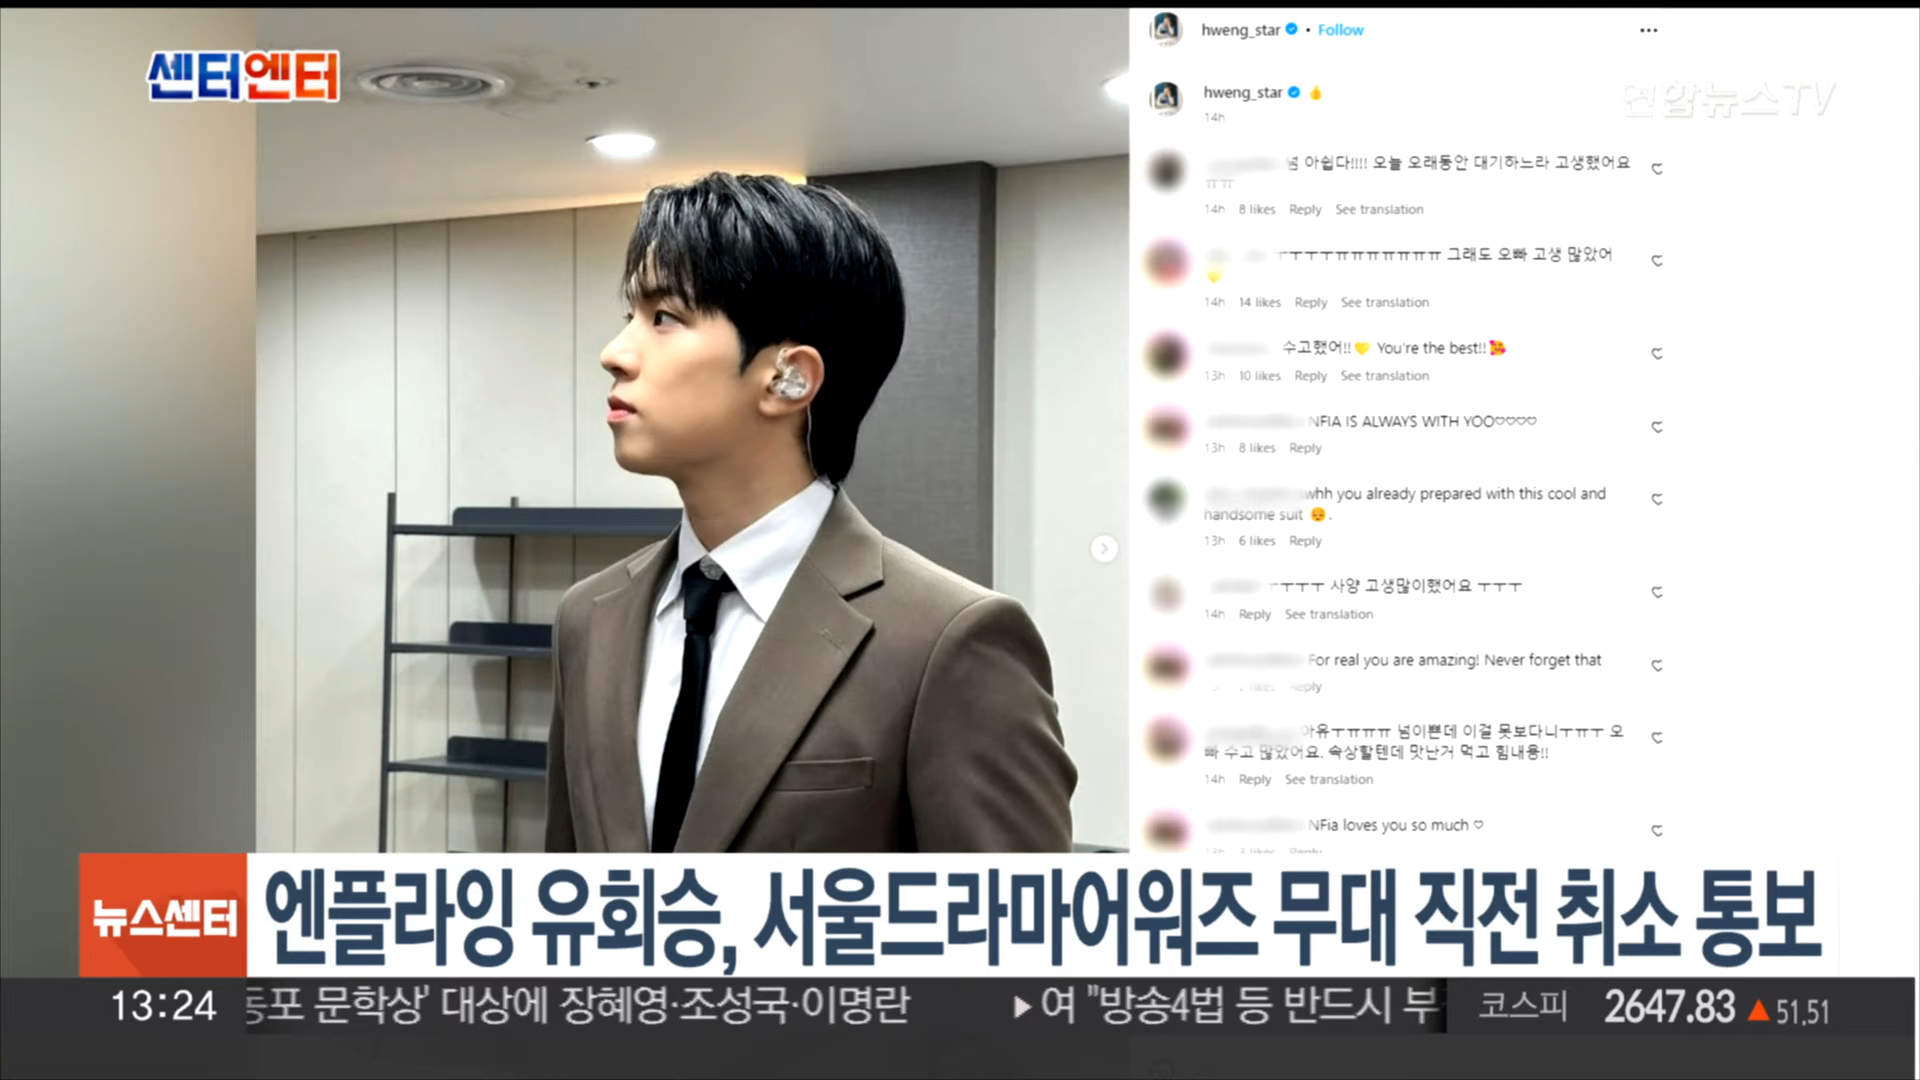 센터엔터
연합뉴스TV
hweng_star • Follow
hweng_star
14h
넘 아쉽다!!!! 오늘 오래동안 대기하느라 고생했어요
ㅠㅠ
14h 8 likes Reply See translation
ㅜㅜㅜㅜㅠㅠㅠㅠㅠㅠㅠ 그래도 오빠 고생 많았어
14h 14 likes Reply See translation
수고했어!!💛 You're the best!!🥰
13h 10 likes Reply See translation
NFIA IS ALWAYS WITH YOO♡♡♡♡
13h 8 likes Reply
whh you already prepared with this cool and
handsome suit 😔.
13h 6 likes Reply
ㅜㅜㅜㅜ 사양 고생많이했어요 ㅜㅜㅜ
14h Reply See translation
For real you are amazing! Never forget that
2 likes Reply
아유ㅜㅠㅠㅠ 넘이쁜데 이걸 못보다니ㅜㅠㅜ 오
빠 수고 많았어요. 속상할텐데 맛난거 먹고 힘내용!!
14h Reply See translation
NFia loves you so much ♡
뉴스센터
엔플라잉 유회승, 서울드라마어워즈 무대 직전 취소 통보
13:24 동포 문학상' 대상에 장혜영·조성국·이명란 ▶여 "방송4법 등 반드시 부 코스피 2647.83 ▲51.51